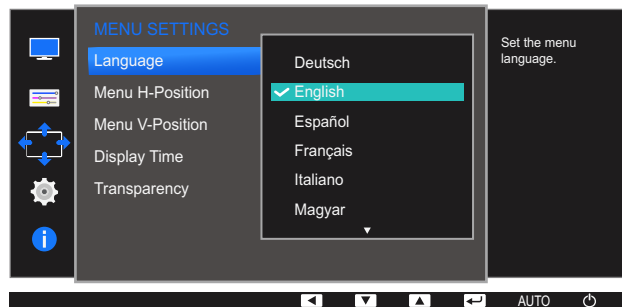 MENU SETTINGS
Language
Menu H-Position
Menu V-Position
Display Time
Transparency
Deutsch
English
Español
Français
Italiano
Magyar
Set the menu
language.
AUTO